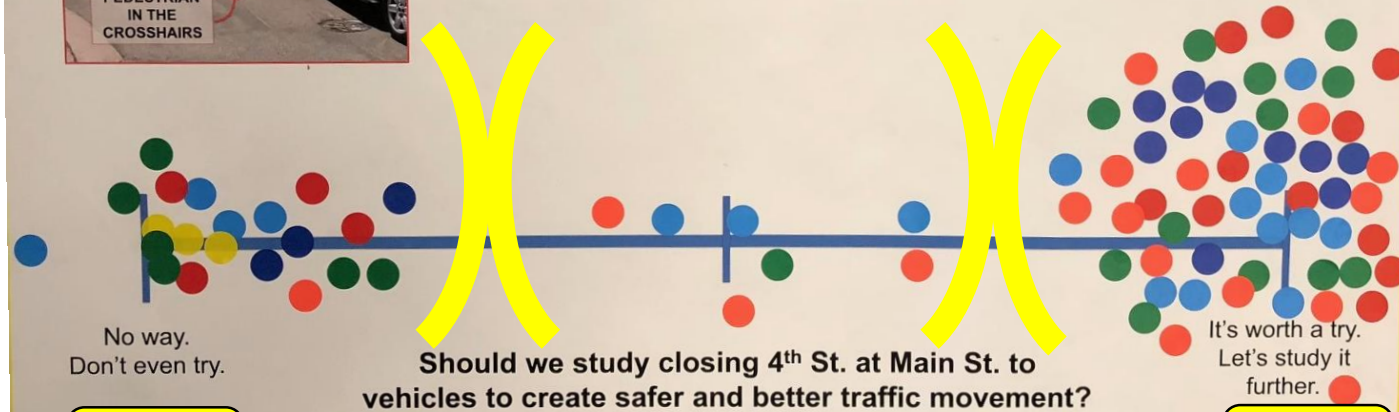 PEDESTRIAN
IN THE
CROSSHAIRS
No way.
Don't even try.
Should we study closing 4th St. at Main St. to
vehicles to create safer and better traffic movement?
It's worth a try.
Let's study it
further.